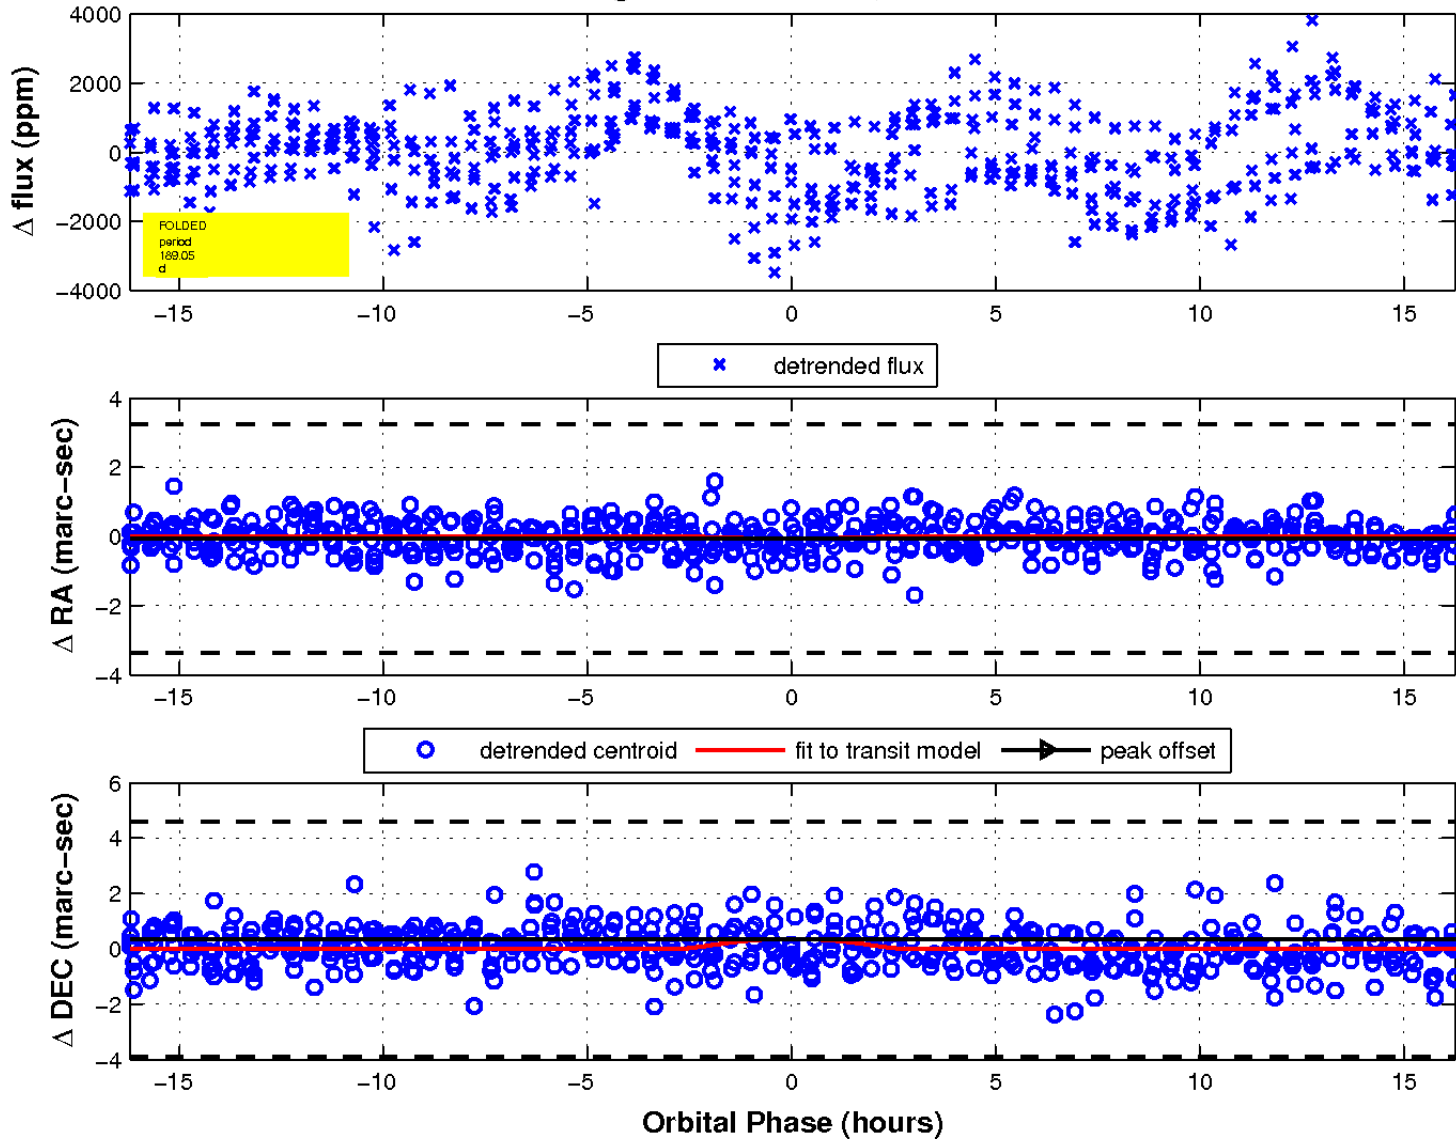 4000
2000
0
−2000
−4000
Δ flux (ppm)
FOLDED
period
189.05
d
−15 −10 −5 0 5 10 15
detrended flux
4
2
0
−2
−4
Δ RA (marc−sec)
−15 −10 −5 0 5 10 15
detrended centroid fit to transit model peak offset
6
4
2
0
−2
−4
Δ DEC (marc−sec)
−15 −10 −5 0 5 10 15
Orbital Phase (hours)